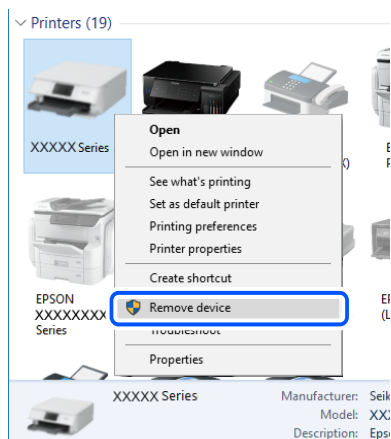 Printers (19)
XXXXX Series
Open
Open in new window
See what's printing
Set as default printer
Printing preferences
Printer properties
Create shortcut
Remove device
Troubleshoot
Properties
EPSON
XXXXXXXX
Series
XXXXX Series
Manufacturer:
Model:
Description: